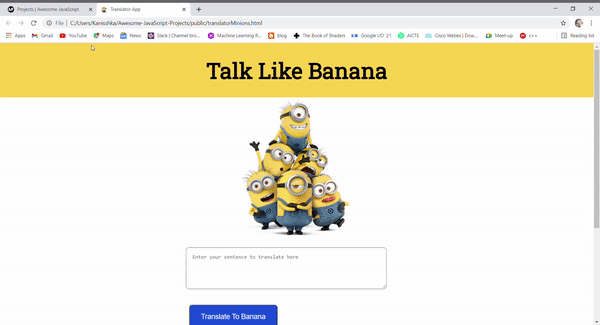 Projects | Awesome JavaScript
Translator App
File | C:/Users/Kanisshka/Awesome-JavaScript-Projects/public/translatorMinions.html
Apps Gmail YouTube Maps News Slack | Channel bro... Machine Learning R... blog The Book of Shaders Google I/O '21 AICTE Cisco Webex | Dow... Meet-up c++ Reading list
Talk Like Banana
Enter your sentence to translate here
Translate To Banana